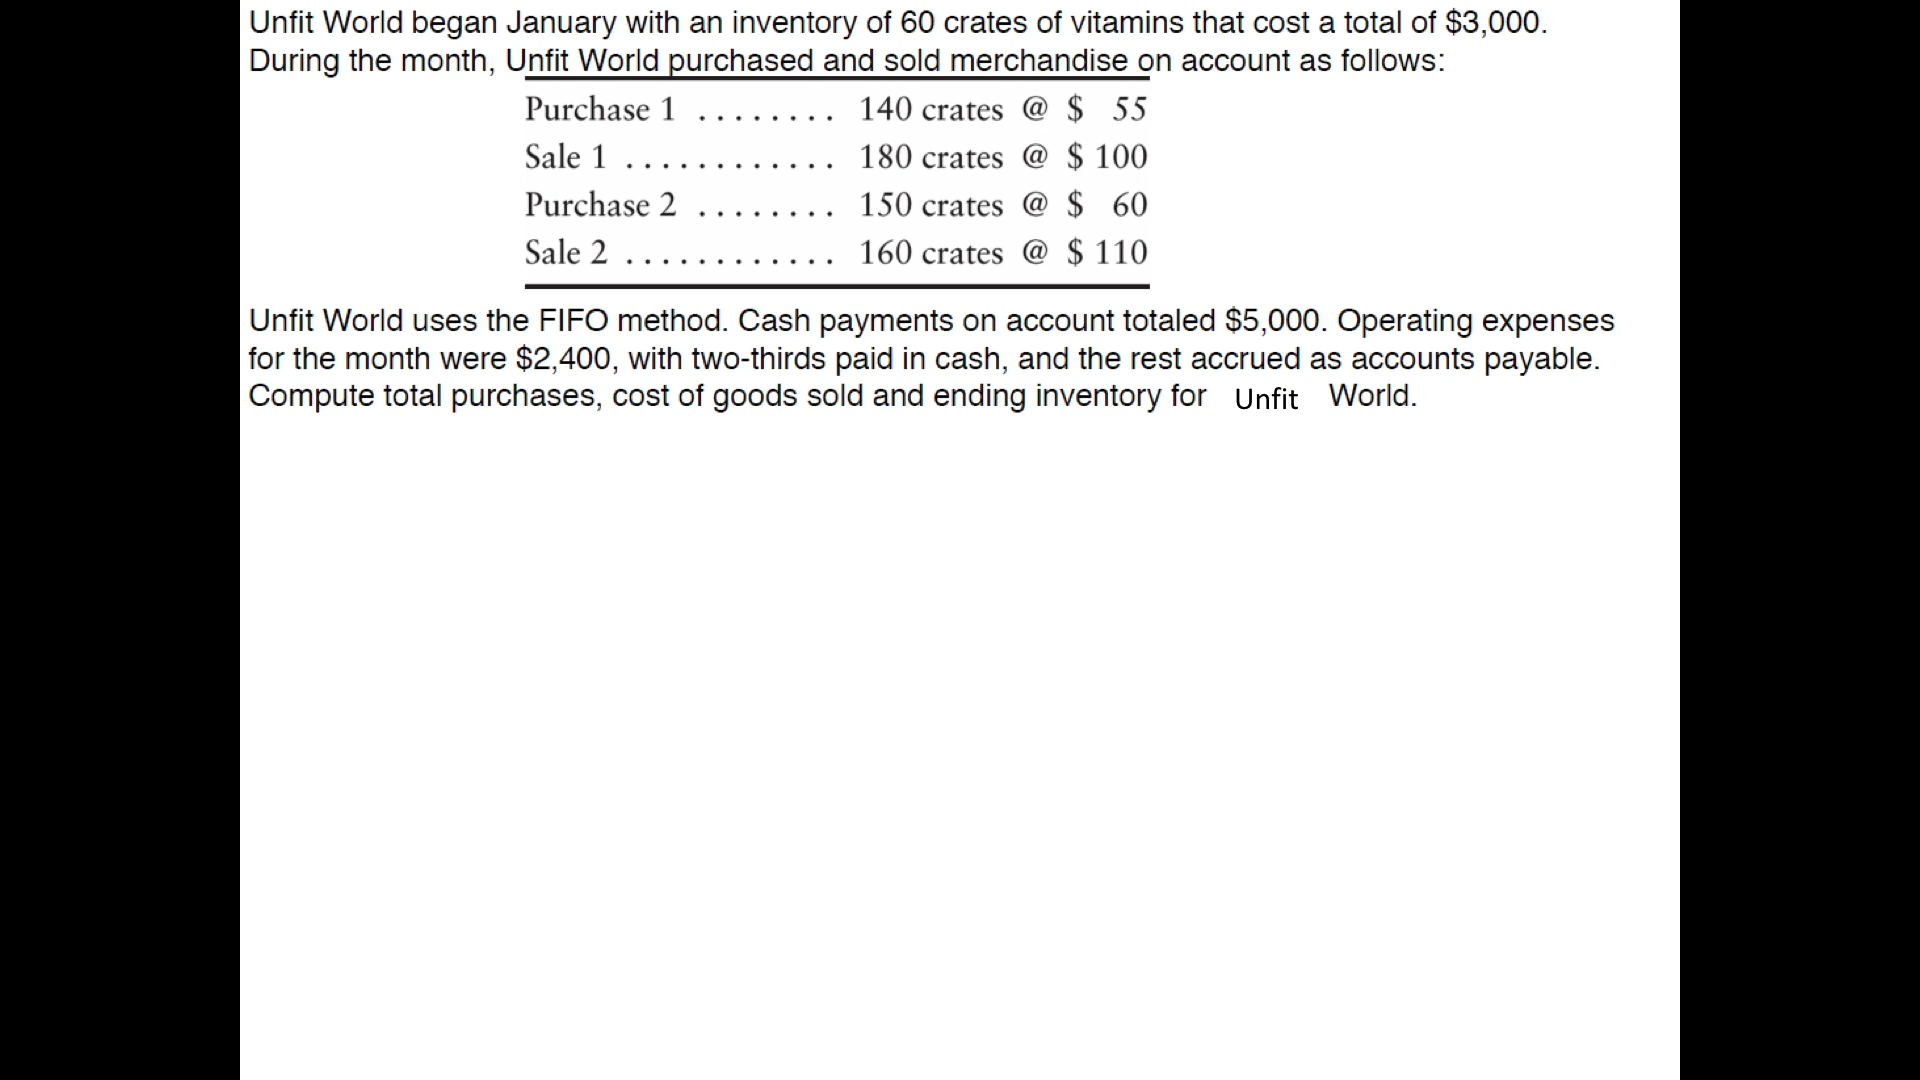 Unfit World began January with an inventory of 60 crates of vitamins that cost a total of $3,000.
During the month, Unfit World purchased and sold merchandise on account as follows:
Purchase 1 ........ 140 crates @ $ 55
Sale 1 ............ 180 crates @ $ 100
Purchase 2 ........ 150 crates @ $ 60
Sale 2 ............ 160 crates @ $ 110
Unfit World uses the FIFO method. Cash payments on account totaled $5,000. Operating expenses
for the month were $2,400, with two-thirds paid in cash, and the rest accrued as accounts payable.
Compute total purchases, cost of goods sold and ending inventory for Unfit World.